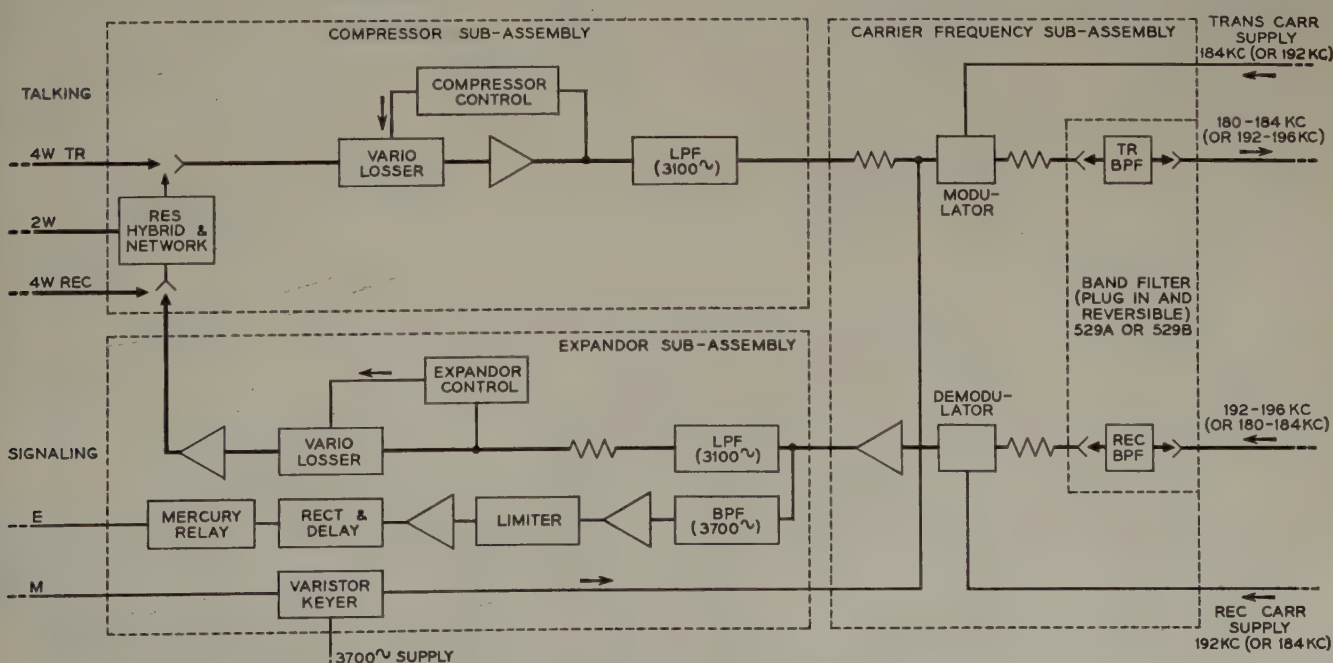 COMPRESSOR SUB-ASSEMBLY
CARRIER FREQUENCY SUB-ASSEMBLY
TRANS CARR
SUPPLY
184KC (OR 192 KC)
TALKING
COMPRESSOR
CONTROL
4W TR
VARIO
LOSSER
LPF
(3100~)
MODU-
LATOR
TR
BPF
180-184 KC
(OR 192-196KC)
2W
RES
HYBRID &
NETWORK
4W REC
BAND FILTER
(PLUG IN AND
REVERSIBLE)
529A OR 529B
EXPANDOR SUB-ASSEMBLY
EXPANDOR
CONTROL
SIGNALING
VARIO
LOSSER
LPF
(3100~)
DEMODU-
LATOR
REC
BPF
192-196 KC
(OR 180-184KC)
E
MERCURY
RELAY
RECT &
DELAY
LIMITER
BPF
(3700~)
M
VARISTOR
KEYER
3700~ SUPPLY
REC CARR
SUPPLY
192KC (OR 184KC)